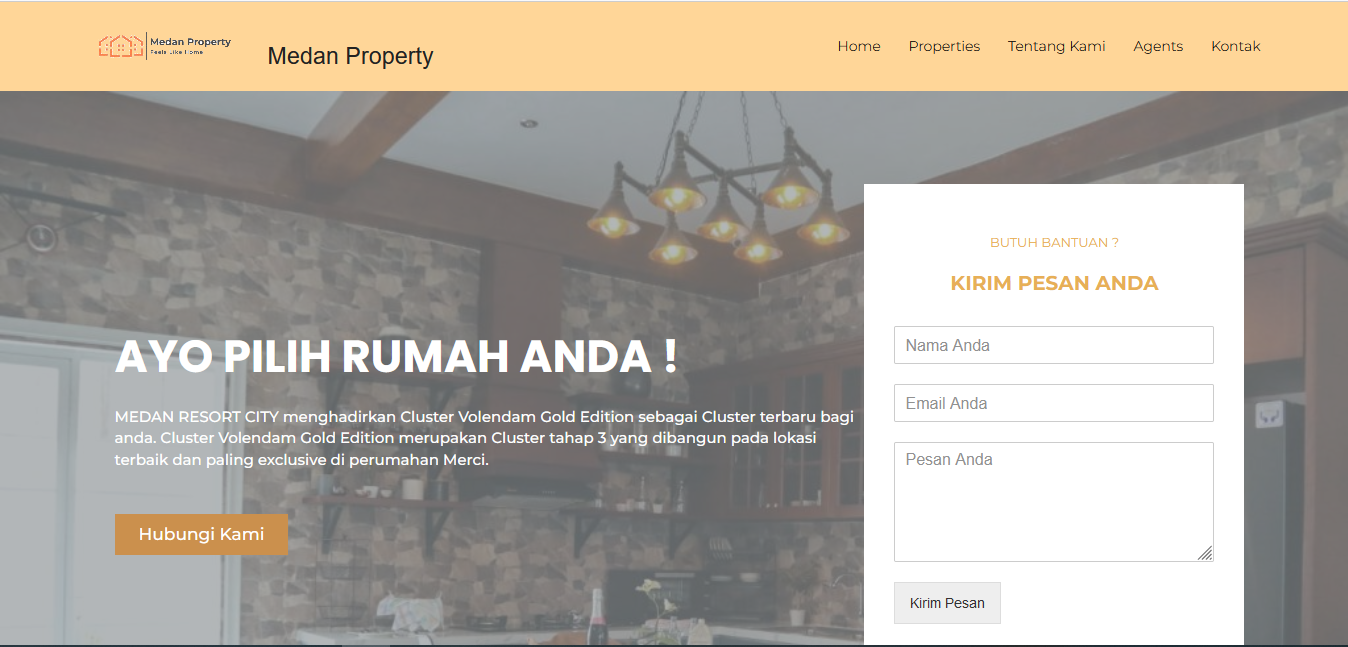 Medan Property
Feels Like Home
Medan Property
Home
Properties
Tentang Kami
Agents
Kontak
AYO PILIH RUMAH ANDA !
MEDAN RESORT CITY menghadirkan Cluster Volendam Gold Edition sebagai Cluster terbaru bagi
anda. Cluster Volendam Gold Edition merupakan Cluster tahap 3 yang dibangun pada lokasi
terbaik dan paling exclusive di perumahan Merci.
Hubungi Kami
BUTUH BANTUAN ?
KIRIM PESAN ANDA
Nama Anda
Email Anda
Pesan Anda
Kirim Pesan